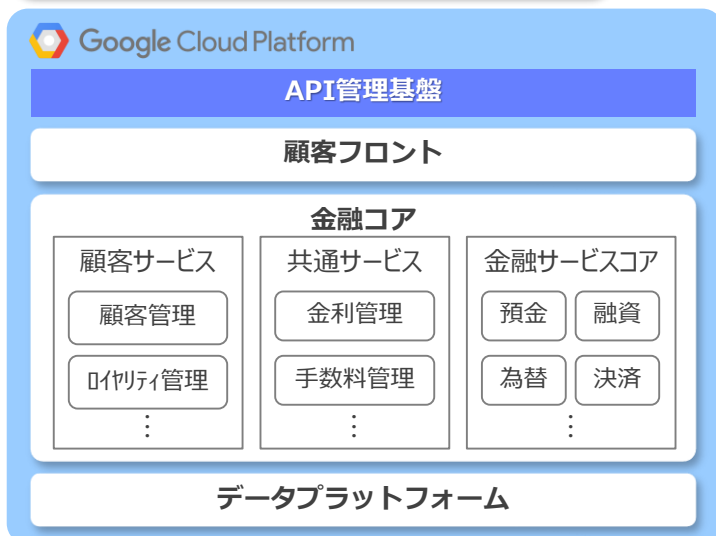 Google Cloud Platform
API管理基盤
顧客フロント
金融コア
顧客サービス
顧客管理
ﾛｲﾔﾘﾃｨ管理
⋮
共通サービス
金利管理
手数料管理
⋮
金融サービスコア
預金
融資
為替
決済
⋮
データプラットフォーム